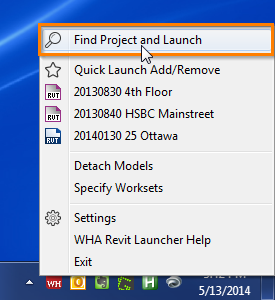 Find Project and Launch
Quick Launch Add/Remove
RVT 20130830 4th Floor
RVT 20130840 HSBC Mainstreet
RVT 20140130 25 Ottawa
Detach Models
Specify Worksets
Settings
WHA Revit Launcher Help
Exit
WH
H
5/13/2014